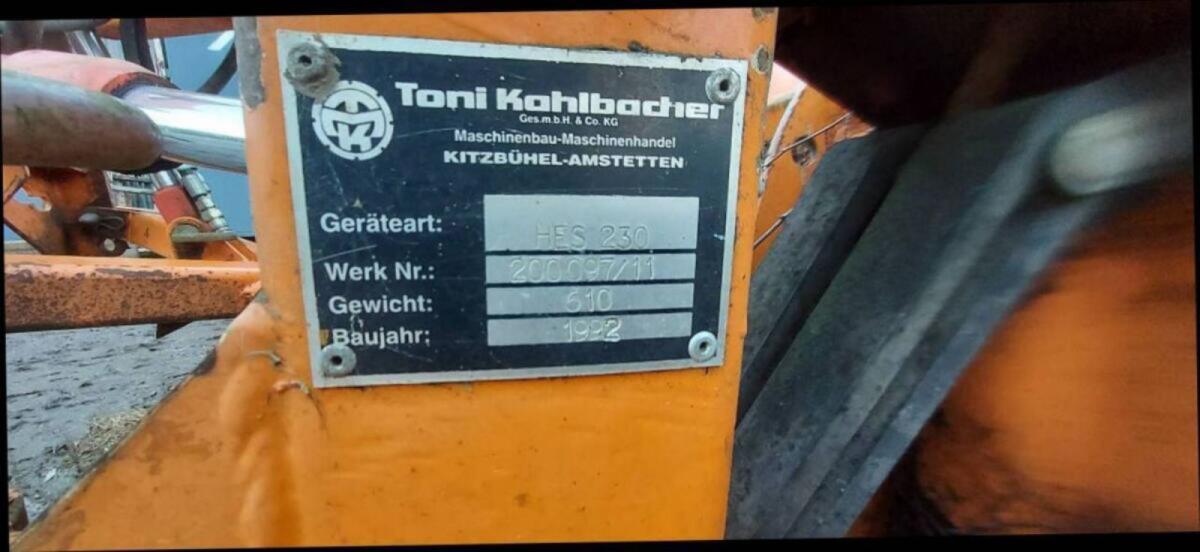 TK
Toni Kahlbacher
Ges.m.b.H. & Co. KG
Maschinenbau-Maschinenhandel
KITZBÜHEL-AMSTETTEN
Geräteart: HES 230
Werk Nr.: 200097/11
Gewicht: 610
Baujahr: 1992